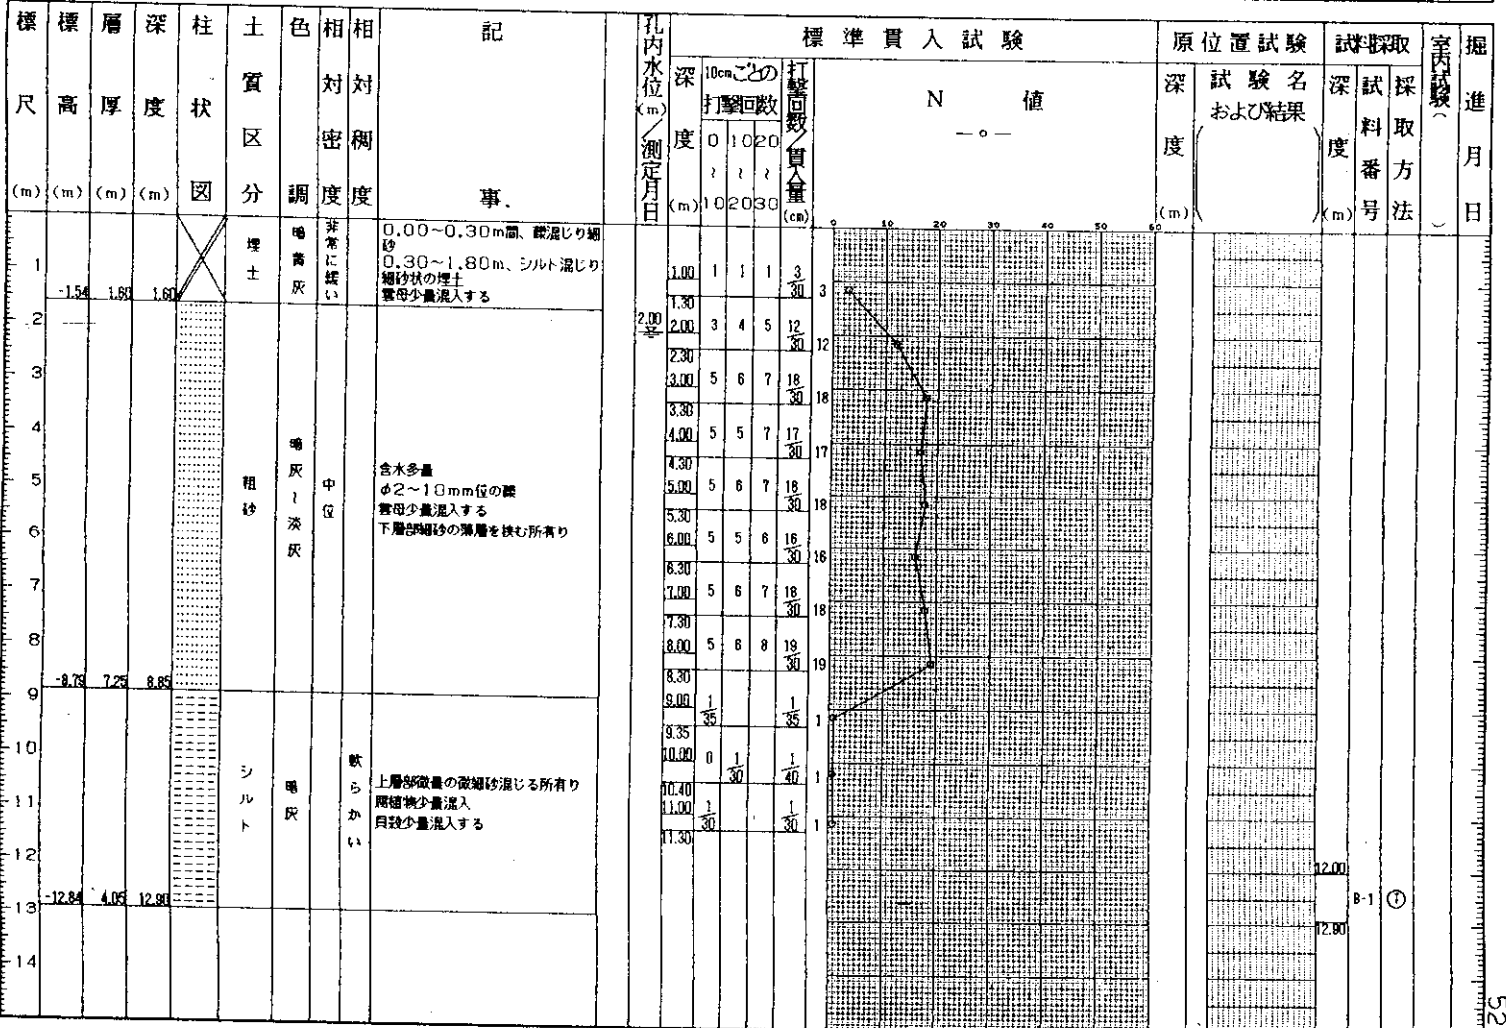 標尺(m)
標高(m)
層厚(m)
深度(m)
柱状図
土質区分
色調
相対密度
相対稠度
記事.
孔内水位(m)/測定月日
標準貫入試験
深度(m)
10cmごとの打撃回数
0~10
10~20
20~30
打撃回数/貫入量(cm)
N 値
—o—
0 10 20 30 40 50 60
原位置試験
深度(m)
試験名および結果
試料採取
深度(m)
試料番号
採取方法
室内試験()
掘進月日
1
2
3
4
5
6
7
8
9
10
11
12
13
14
-1.54 1.60 1.60
埋土
暗黄灰
非常に緩い
0.00~0.30m間、礫混じり細砂
0.30~1.80m、シルト混じり
細砂状の埋土
雲母少量混入する
-8.79 7.25 8.85
粗砂
暗灰~淡灰
中位
含水多量
φ2~10mm位の礫
雲母少量混入する
下層部細砂の薄層を挟む所有り
-12.84 4.05 12.90
シルト
暗灰
軟らかい
上層部微量の微細砂混じる所有り
腐植物少量混入
貝殻少量混入する
2.00
1.00 1 1 1 3/30 3
1.30
2.00 3 4 5 12/30 12
2.30
3.00 5 6 7 18/30 18
3.30
4.00 5 5 7 17/30 17
4.30
5.00 5 6 7 18/30 18
5.30
6.00 5 5 6 16/30 16
6.30
7.00 5 6 7 18/30 18
7.30
8.00 5 6 8 19/30 19
8.30
9.00 1/35 1/35 1
9.35
10.00 0 1/30 1/40 1
10.40
11.00 1/30 1/30 1
11.30
12.00
B-1
12.90
52